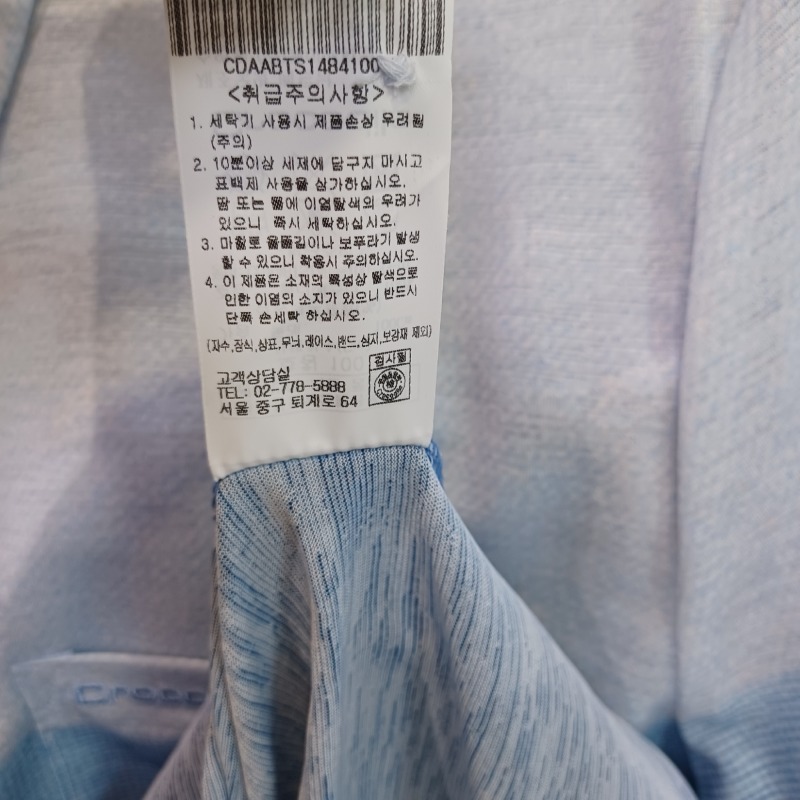 CDAABTS1484100
<취급주의사항>
1. 세탁기 사용시 제품손상 우려됨
(주의)
2. 10분이상 세제에 담구지 마시고
표백제 사용을 삼가하십시오.
땀 또는 물에 이염탈색의 우려가
있으니 즉시 세탁하십시오.
3. 마찰로 올뜯김이나 보푸라기 발생
할 수 있으니 착용시 주의하십시오.
4. 이 제품은 소재의 특성상 탈색으로
인한 이염의 소지가 있으니 반드시
단독 손세탁 하십시오.
(자수,장식,상표,무늬,레이스,밴드,심지,보강재 제외)
검사필
고객상담실
TEL: 02-778-5888
서울 중구 퇴계로 64